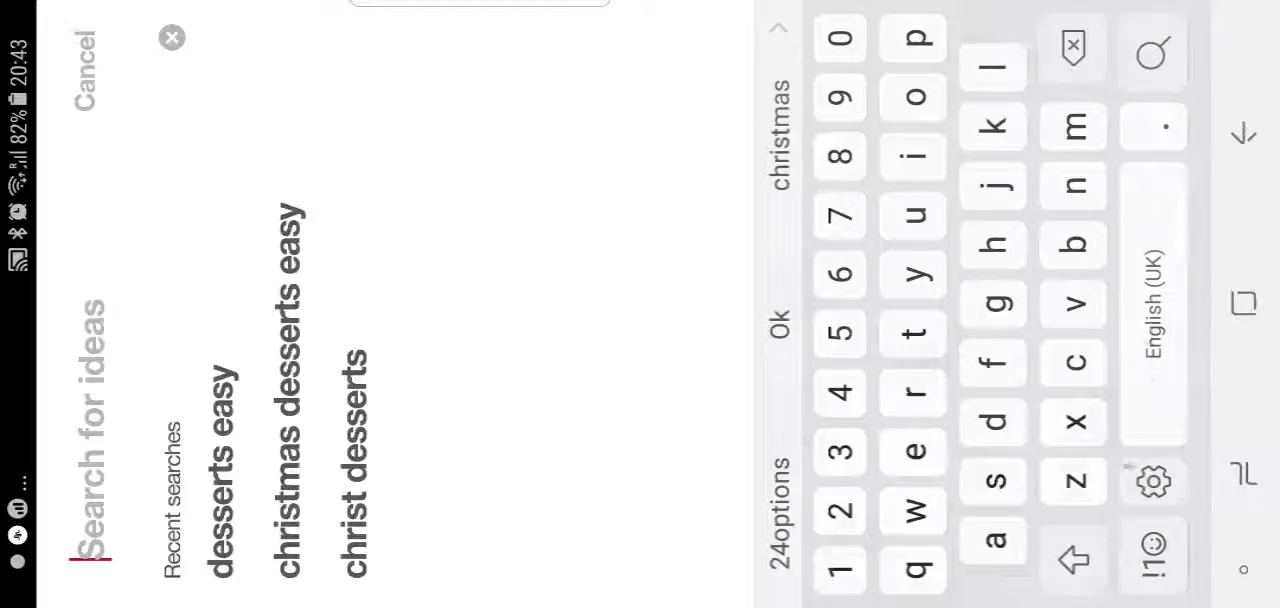 ... 82% 20:43
Search for ideas Cancel
Recent searches
desserts easy
christmas desserts easy
christ desserts
24options Ok christmas
1 2 3 4 5 6 7 8 9 0
q w e r t y u i o p
a s d f g h j k l
z x c v b n m
!1☺ English (UK) .